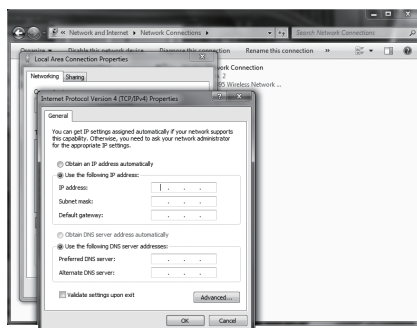 « Network and Internet ▸ Network Connections ▸
Search Network Connections
Organize
Disable this network device
Diagnose this connection
Rename this connection
»
Local Area Connection Properties
Networking
Sharing
work Connection
2
95 Wireless Network ...
Internet Protocol Version 4 (TCP/IPv4) Properties
General
You can get IP settings assigned automatically if your network supports
this capability. Otherwise, you need to ask your network administrator
for the appropriate IP settings.
Obtain an IP address automatically
Use the following IP address:
IP address:
Subnet mask:
Default gateway:
Obtain DNS server address automatically
Use the following DNS server addresses:
Preferred DNS server:
Alternate DNS server:
Validate settings upon exit
Advanced...
OK
Cancel